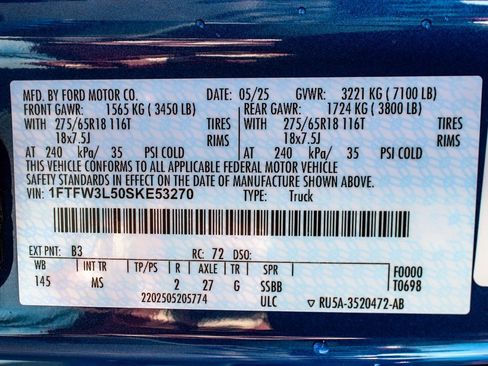 MFD. BY FORD MOTOR CO. DATE: 05/25 GVWR: 3221 KG ( 7100 LB)
FRONT GAWR: 1565 KG ( 3450 LB) REAR GAWR: 1724 KG ( 3800 LB)
WITH 275/65R18 116T TIRES WITH 275/65R18 116T TIRES
18x7.5J RIMS 18x7.5J RIMS
AT 240 kPa/ 35 PSI COLD AT 240 kPa/ 35 PSI COLD
THIS VEHICLE CONFORMS TO ALL APPLICABLE FEDERAL MOTOR VEHICLE
SAFETY STANDARDS IN EFFECT ON THE DATE OF MANUFACTURE SHOWN ABOVE.
VIN: 1FTFW3L50SKE53270 TYPE: Truck
EXT PNT: B3 RC: 72 DSO:
WB INT TR TP/PS R AXLE TR SPR F0000
145 MS 2 27 G SSBB T0698
2202505205774 ULC ▽ RU5A-3520472-AB